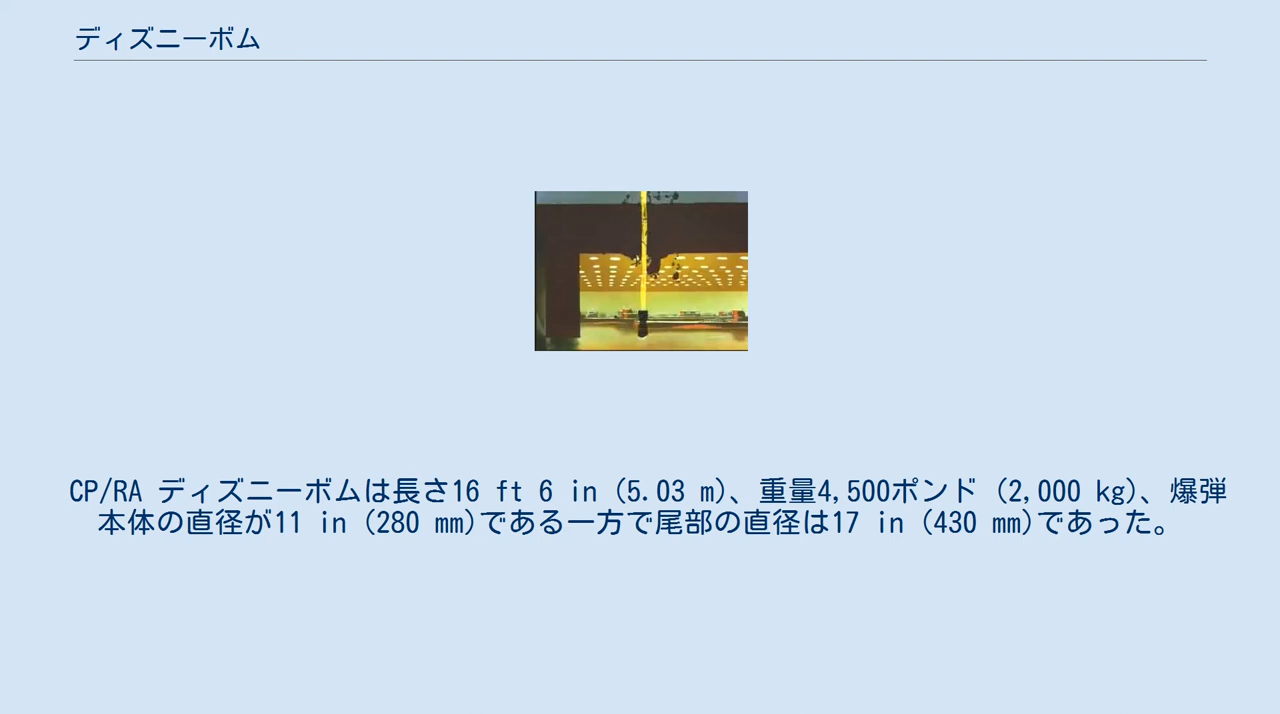 ディズニーボム
CP/RA ディズニーボムは長さ16 ft 6 in (5.03 m)、重量4,500ポンド (2,000 kg)、爆弾
本体の直径が11 in (280 mm)である一方で尾部の直径は17 in (430 mm)であった。